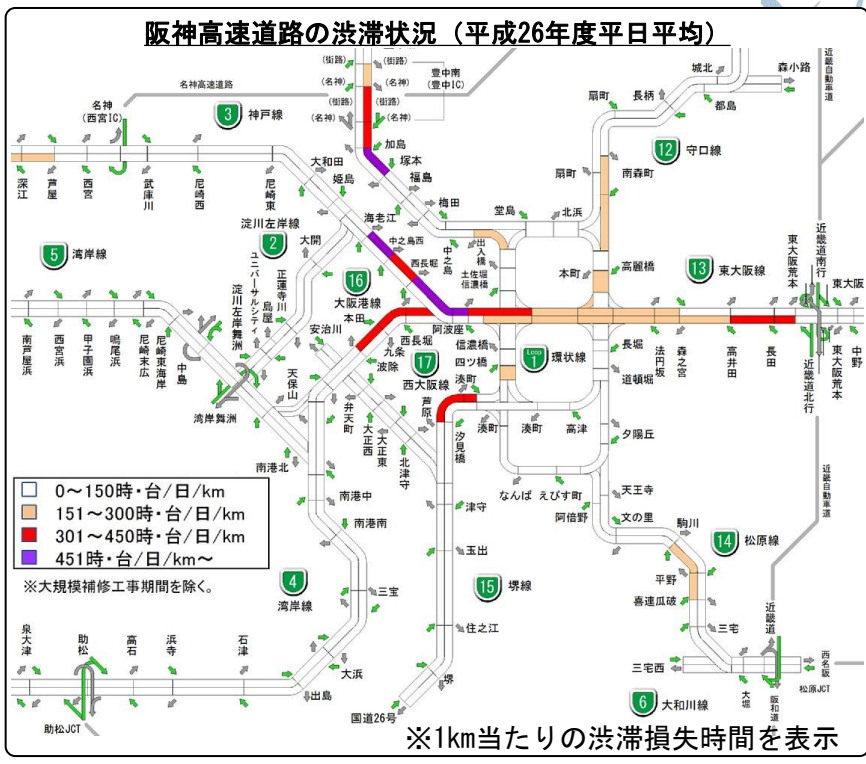 阪神高速道路の渋滞状況（平成26年度平日平均）
(街路)
(名神)
(街路)
(名神)
(街路)
(名神)
(街路)
(名神)
豊中南
(豊中IC)
名神高速道路
名神
(西宮IC)
3 神戸線
加島
塚本
福島
梅田
大和田
姫島
海老江
中之島西
西長堀
中之島
出入橋
土佐堀
信濃橋
堂島
北浜
扇町
扇町
長柄
城北
森小路
都島
12 守口線
南森町
近畿自動車道
深江
芦屋
西宮
武庫川
尼崎西
尼崎東
淀川左岸線
2
大開
正蓮寺川
ユニバーサルシティ
島屋
淀川左岸舞洲
5 湾岸線
16
大阪港線
本田
安治川
本町
高麗橋
13 東大阪線
近畿道南行
東大阪荒本
東大阪
南芦屋浜
西宮浜
甲子園浜
鳴尾浜
尼崎末広
尼崎東海岸
中島
湾岸舞洲
天保山
西長堀
九条
波除
阿波座
信濃橋
四ツ橋
湊町
17
西大阪線
芦原
Loop 1 環状線
長堀
道頓堀
法円坂
森之宮
高井田
長田
近畿道北行
東大阪荒本
中野
弁天町
大正西
大正東
北津守
汐見橋
湊町
湊町
高津
夕陽丘
南港北
0～150時・台/日/km
151～300時・台/日/km
301～450時・台/日/km
451時・台/日/km～
※大規模補修工事期間を除く。
南港中
南港南
津守
なんば
えびす町
天王寺
阿倍野
文の里
近畿自動車道
玉出
駒川
14 松原線
平野
喜連瓜破
4
湾岸線
三宝
15 堺線
三宅
近畿道
泉大津
助松
高石
浜寺
石津
住之江
三宅西
西名阪
松原JCT
大堀
阪和道
大浜
出島
堺
国道26号
6 大和川線
助松JCT
※1km当たりの渋滞損失時間を表示